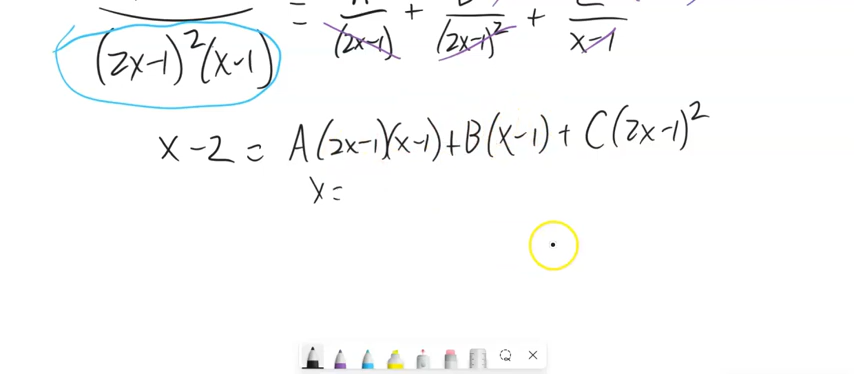 = A/(2x-1) + B/(2x-1)² + C/x-1
(2x-1)²(x-1)
x-2 = A(2x-1)(x-1)+B(x-1)+C(2x-1)²
x=